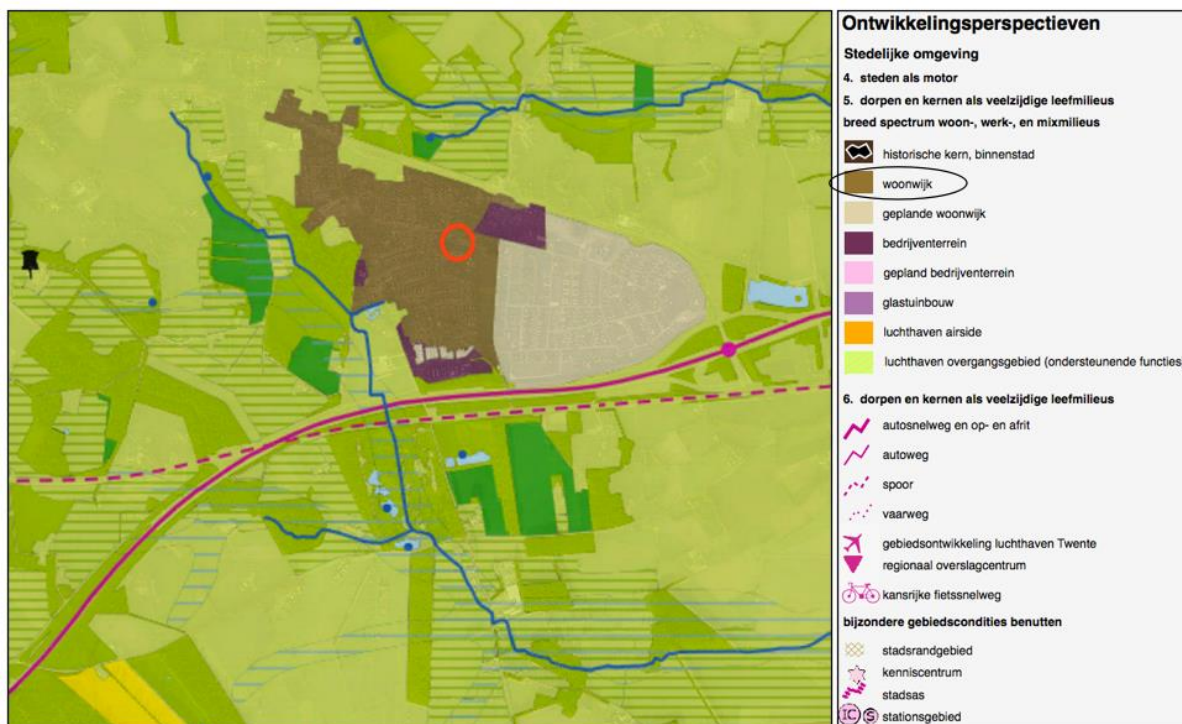 Ontwikkelingsperspectieven
Stedelijke omgeving
4. steden als motor
5. dorpen en kernen als veelzijdige leefmilieus
breed spectrum woon-, werk-, en mixmilieus
historische kern, binnenstad
woonwijk
geplande woonwijk
bedrijventerrein
gepland bedrijventerrein
glastuinbouw
luchthaven airside
luchthaven overgangsgebied (ondersteunende functies
6. dorpen en kernen als veelzijdige leefmilieus
autosnelweg en op- en afrit
autoweg
spoor
vaarweg
gebiedsontwikkeling luchthaven Twente
regionaal overslagcentrum
kansrijke fietssnelweg
bijzondere gebiedscondities benutten
stadsrandgebied
kenniscentrum
stadsas
IC S stationsgebied